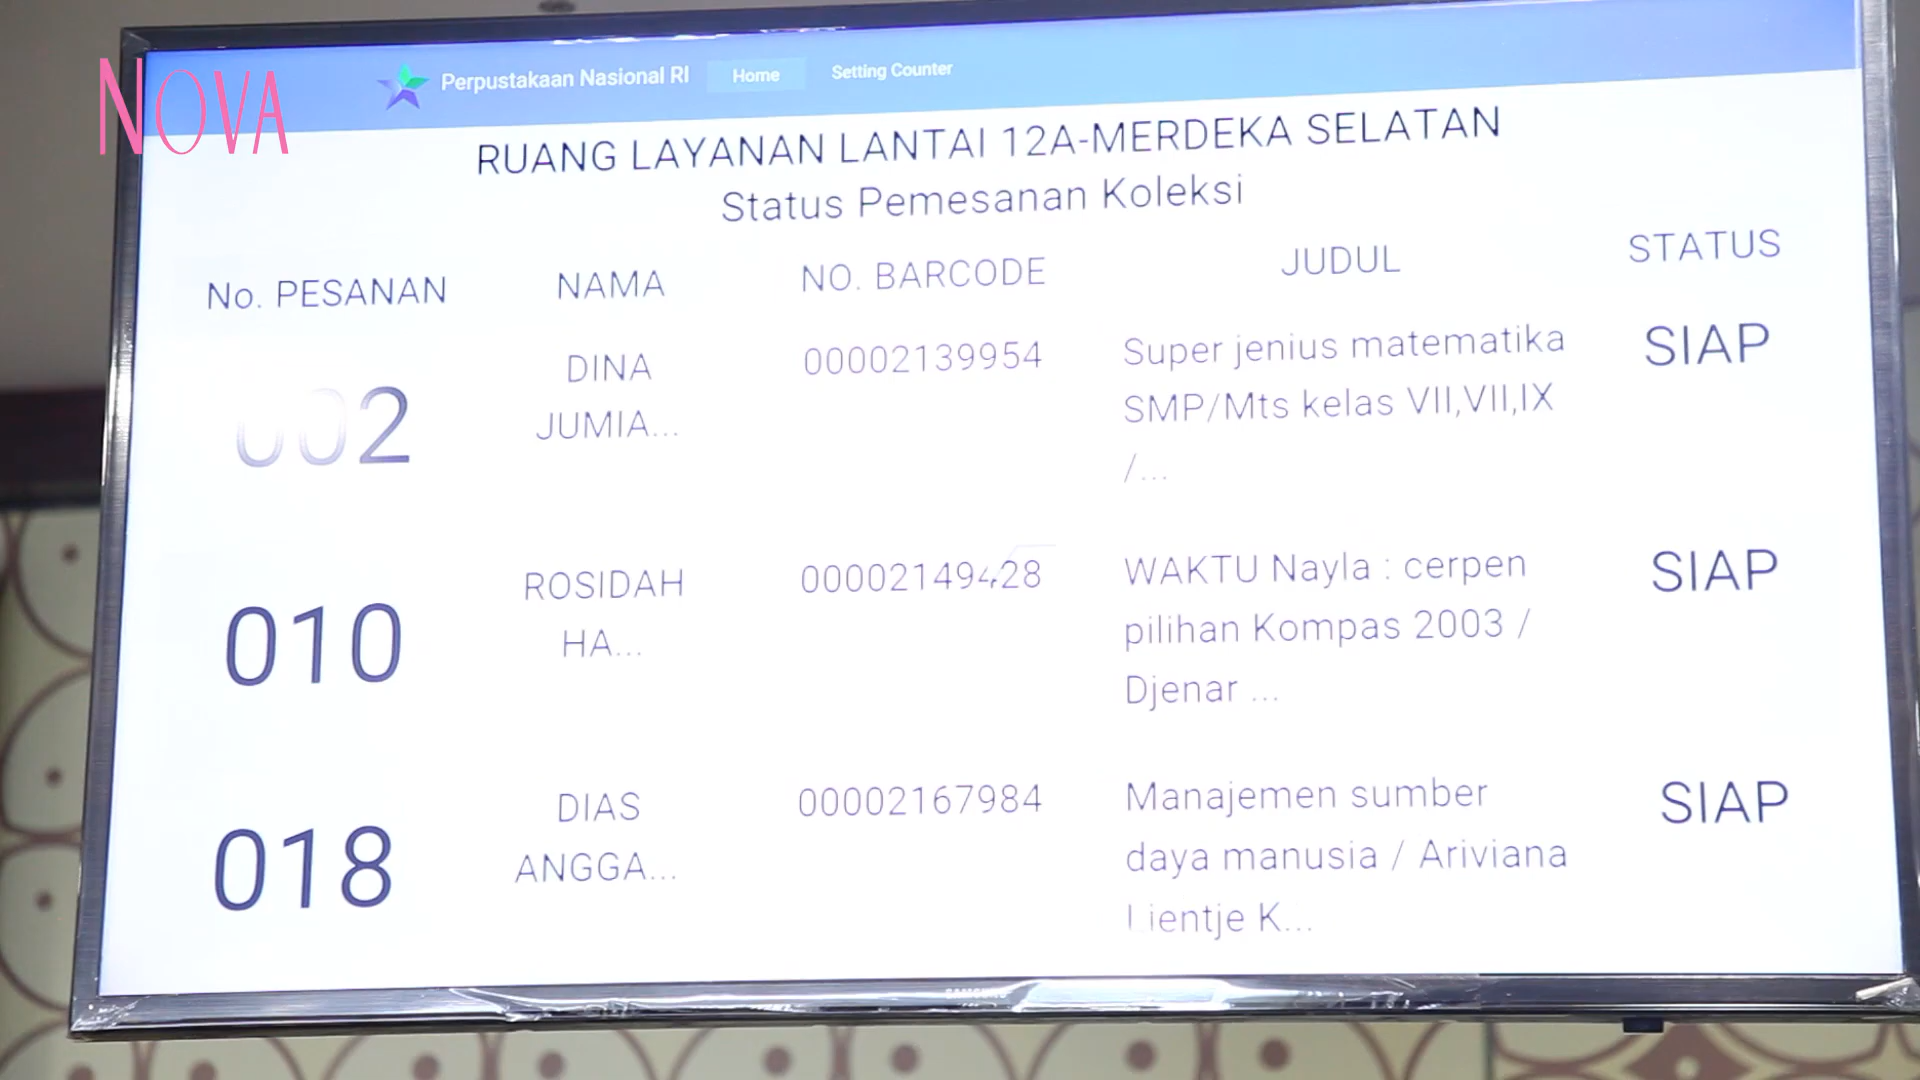 NOVA
Perpustakaan Nasional RI Home Setting Counter
RUANG LAYANAN LANTAI 12A-MERDEKA SELATAN
Status Pemesanan Koleksi
No. PESANAN NAMA NO. BARCODE JUDUL STATUS
002 DINA JUMIA... 00002139954 Super jenius matematika SIAP
SMP/Mts kelas VII,VII,IX
/...
010 ROSIDAH HA... 00002149428 WAKTU Nayla : cerpen SIAP
pilihan Kompas 2003 /
Djenar ...
018 DIAS ANGGA... 00002167984 Manajemen sumber SIAP
daya manusia / Ariviana
Lientje K...
SAMSUNG